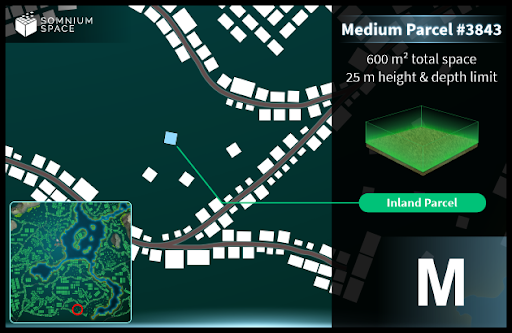 SOMNIUM
SPACE
Medium Parcel #3843
600 m² total space
25 m height & depth limit
Inland Parcel
M